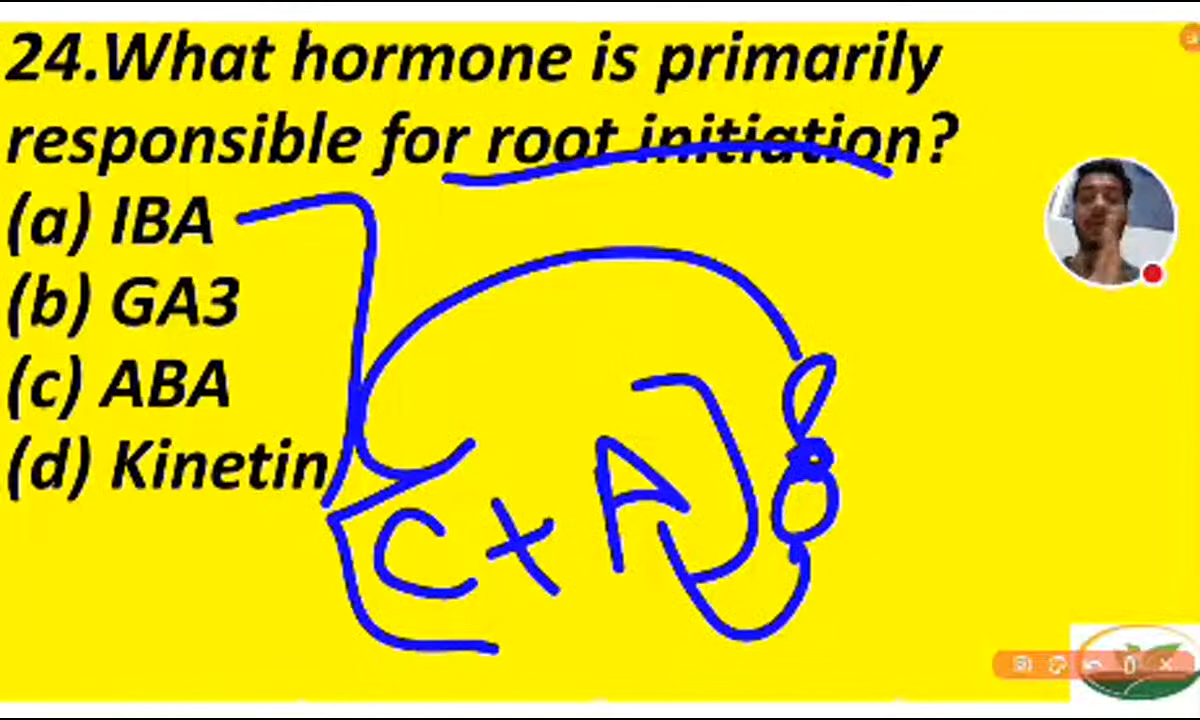 24.What hormone is primarily
responsible for root initiation?
(a) IBA
(b) GA3
(c) ABA
(d) Kinetin
C + A